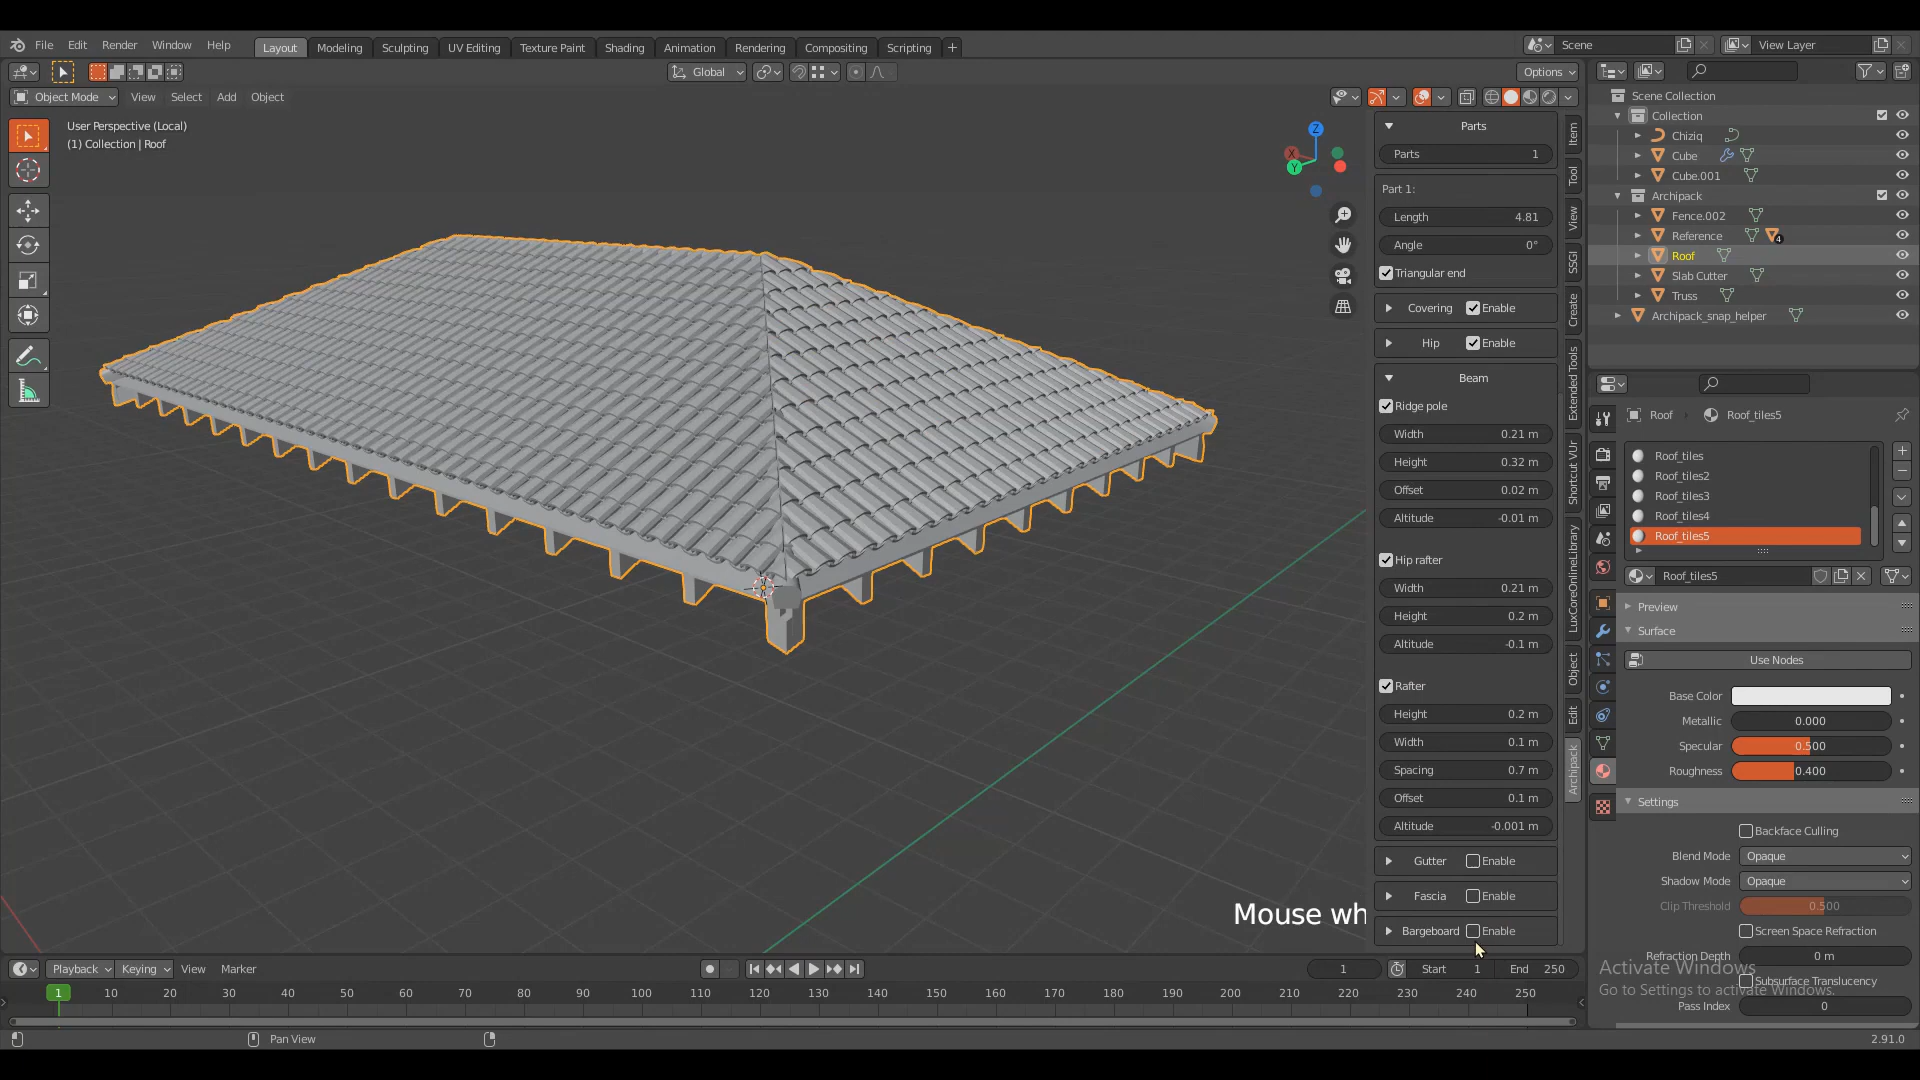 File Edit Render Window Help Layout Modeling Sculpting UV Editing Texture Paint Shading Animation Rendering Compositing Scripting + Scene View Layer
Global Options
Object Mode View Select Add Object
User Perspective (Local)
(1) Collection | Roof
Z
X
Y
Parts
Parts 1
Part 1:
Length 4.81
Angle 0°
Triangular end
Covering Enable
Hip Enable
Beam
Ridge pole
Width 0.21 m
Height 0.32 m
Offset 0.02 m
Altitude -0.01 m
Hip rafter
Width 0.21 m
Height 0.2 m
Altitude -0.1 m
Rafter
Height 0.2 m
Width 0.1 m
Spacing 0.7 m
Offset 0.1 m
Altitude -0.001 m
Gutter Enable
Fascia Enable
Bargeboard Enable
Mouse wh
Item
Tool
View
SSGI
Create
Extended Tools
Shortcut VUr
LuxCoreOnlineLibrary
Object
Edit
Archipack
Scene Collection
Collection
Chiziq
Cube
Cube.001
Archipack
Fence.002
Reference 4
Roof
Slab Cutter
Truss
Archipack_snap_helper
Roof Roof_tiles5
Roof_tiles
Roof_tiles2
Roof_tiles3
Roof_tiles4
Roof_tiles5
Roof_tiles5
Preview
Surface
Use Nodes
Base Color
Metallic 0.000
Specular 0.500
Roughness 0.400
Settings
Backface Culling
Blend Mode Opaque
Shadow Mode Opaque
Clip Threshold 0.500
Screen Space Refraction
Refraction Depth 0 m
Activate Windows
Subsurface Translucency
Go to Settings to activate Windows.
Pass Index 0
Playback Keying View Marker 1 Start 1 End 250
1 10 20 30 40 50 60 70 80 90 100 110 120 130 140 150 160 170 180 190 200 210 220 230 240 250
Pan View 2.91.0